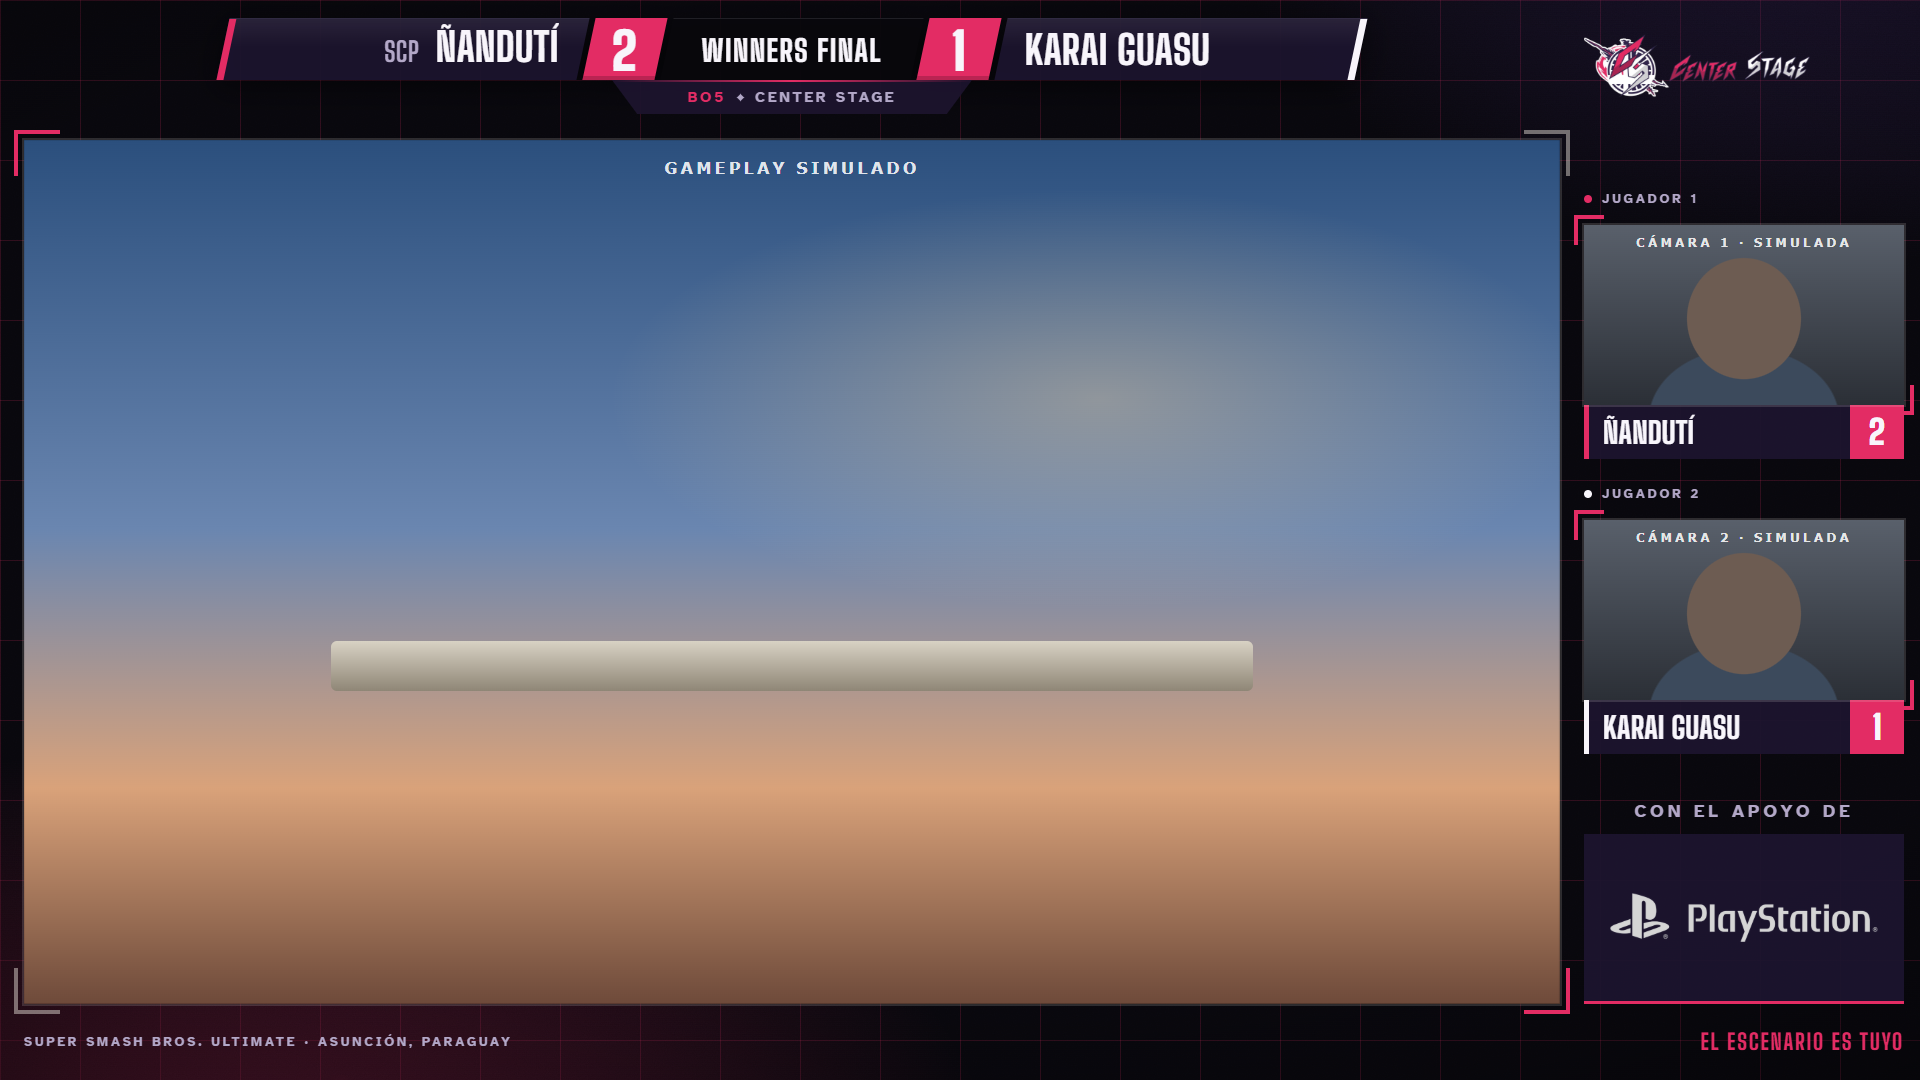 SCP ÑANDUTÍ 2 WINNERS FINAL 1 KARAI GUASU
BO5 ◆ CENTER STAGE
CENTER STAGE
GAMEPLAY SIMULADO
JUGADOR 1
CÁMARA 1 · SIMULADA
ÑANDUTÍ 2
JUGADOR 2
CÁMARA 2 · SIMULADA
KARAI GUASU 1
CON EL APOYO DE
PlayStation®
SUPER SMASH BROS. ULTIMATE · ASUNCIÓN, PARAGUAY
EL ESCENARIO ES TUYO